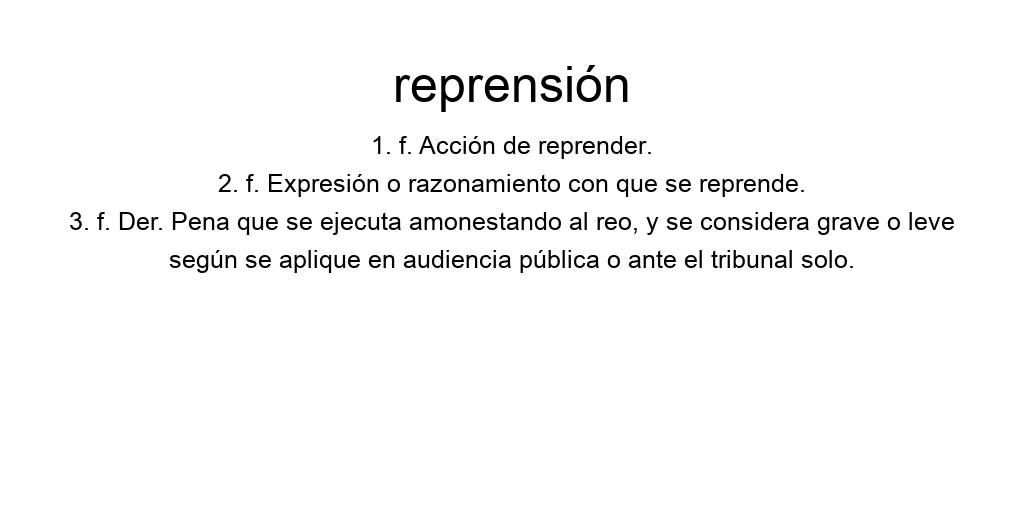 reprensión
1. f. Acción de reprender.
2. f. Expresión o razonamiento con que se reprende.
3. f. Der. Pena que se ejecuta amonestando al reo, y se considera grave o leve
según se aplique en audiencia pública o ante el tribunal solo.